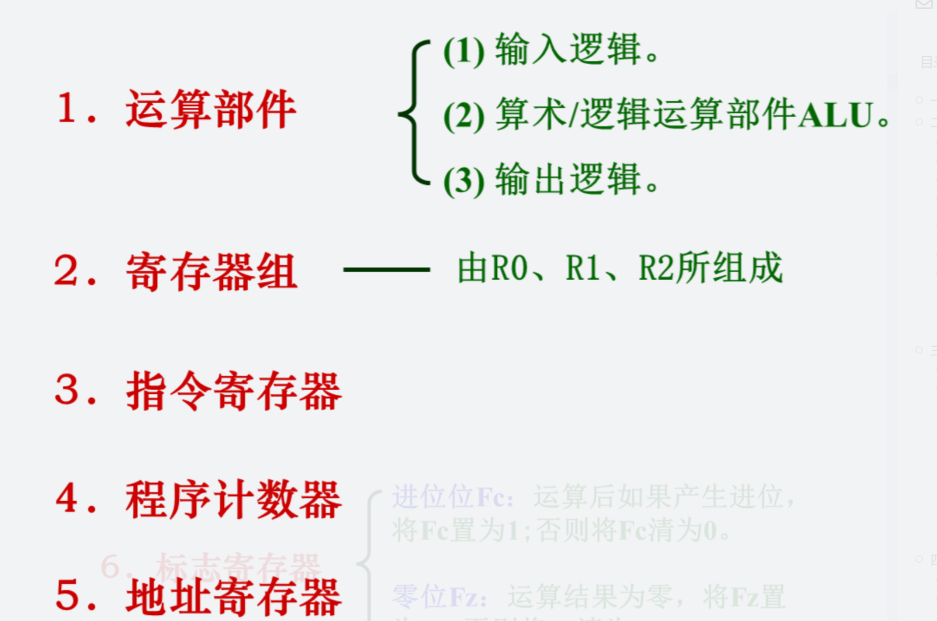 1. 运算部件
(1) 输入逻辑。
(2) 算术/逻辑运算部件ALU。
(3) 输出逻辑。
2. 寄存器组 —— 由R0、R1、R2所组成
3. 指令寄存器
4. 程序计数器
进位位Fc：运算后如果产生进位，
将Fc置为1;否则将Fc清为0。
6. 标志寄存器
5. 地址寄存器
零位Fz：运算结果为零，将Fz置